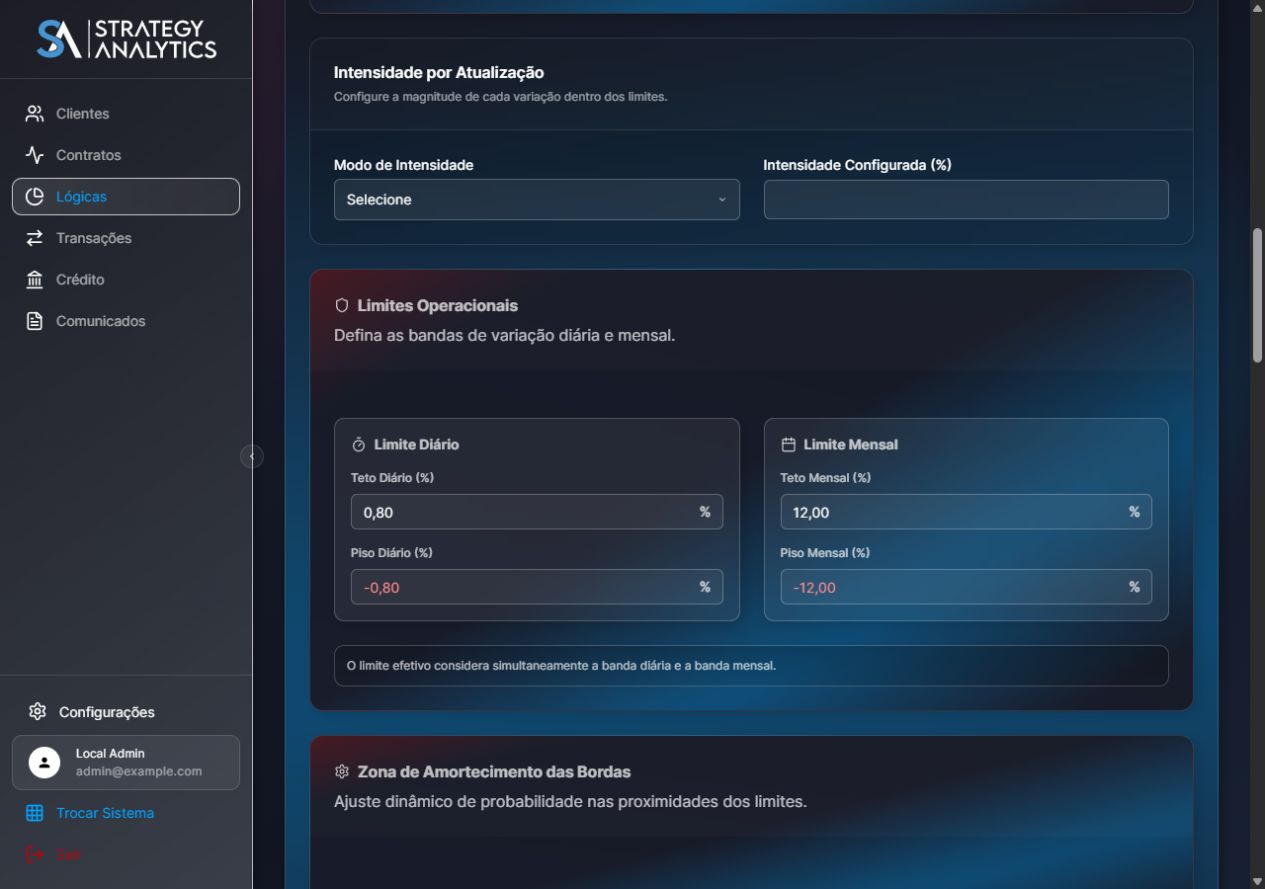 STRATEGY
ANALYTICS
Clientes
Contratos
Lógicas
Transações
Crédito
Comunicados
Configurações
Local Admin
admin@example.com
Trocar Sistema
Sair
Intensidade por Atualização
Configure a magnitude de cada variação dentro dos limites.
Modo de Intensidade
Selecione
Intensidade Configurada (%)
Limites Operacionais
Defina as bandas de variação diária e mensal.
Limite Diário
Teto Diário (%)
0,80 %
Piso Diário (%)
-0,80 %
Limite Mensal
Teto Mensal (%)
12,00 %
Piso Mensal (%)
-12,00 %
O limite efetivo considera simultaneamente a banda diária e a banda mensal.
Zona de Amortecimento das Bordas
Ajuste dinâmico de probabilidade nas proximidades dos limites.